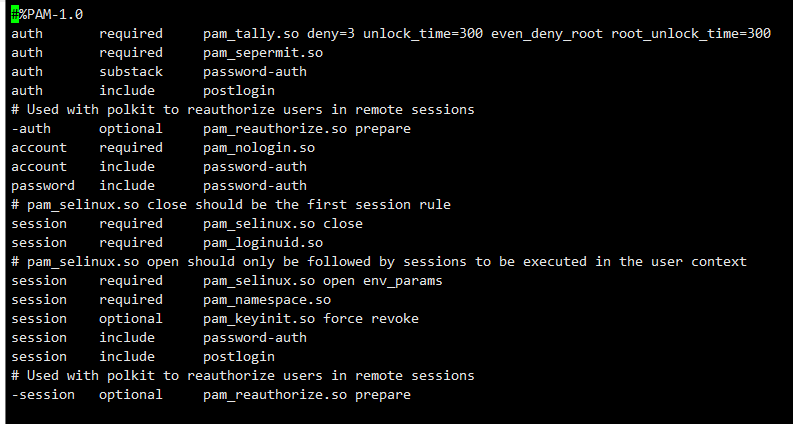 #%PAM-1.0
auth       required     pam_tally.so deny=3 unlock_time=300 even_deny_root root_unlock_time=300
auth       required     pam_sepermit.so
auth       substack     password-auth
auth       include      postlogin
# Used with polkit to reauthorize users in remote sessions
-auth      optional     pam_reauthorize.so prepare
account    required     pam_nologin.so
account    include      password-auth
password   include      password-auth
# pam_selinux.so close should be the first session rule
session    required     pam_selinux.so close
session    required     pam_loginuid.so
# pam_selinux.so open should only be followed by sessions to be executed in the user context
session    required     pam_selinux.so open env_params
session    required     pam_namespace.so
session    optional     pam_keyinit.so force revoke
session    include      password-auth
session    include      postlogin
# Used with polkit to reauthorize users in remote sessions
-session   optional     pam_reauthorize.so prepare